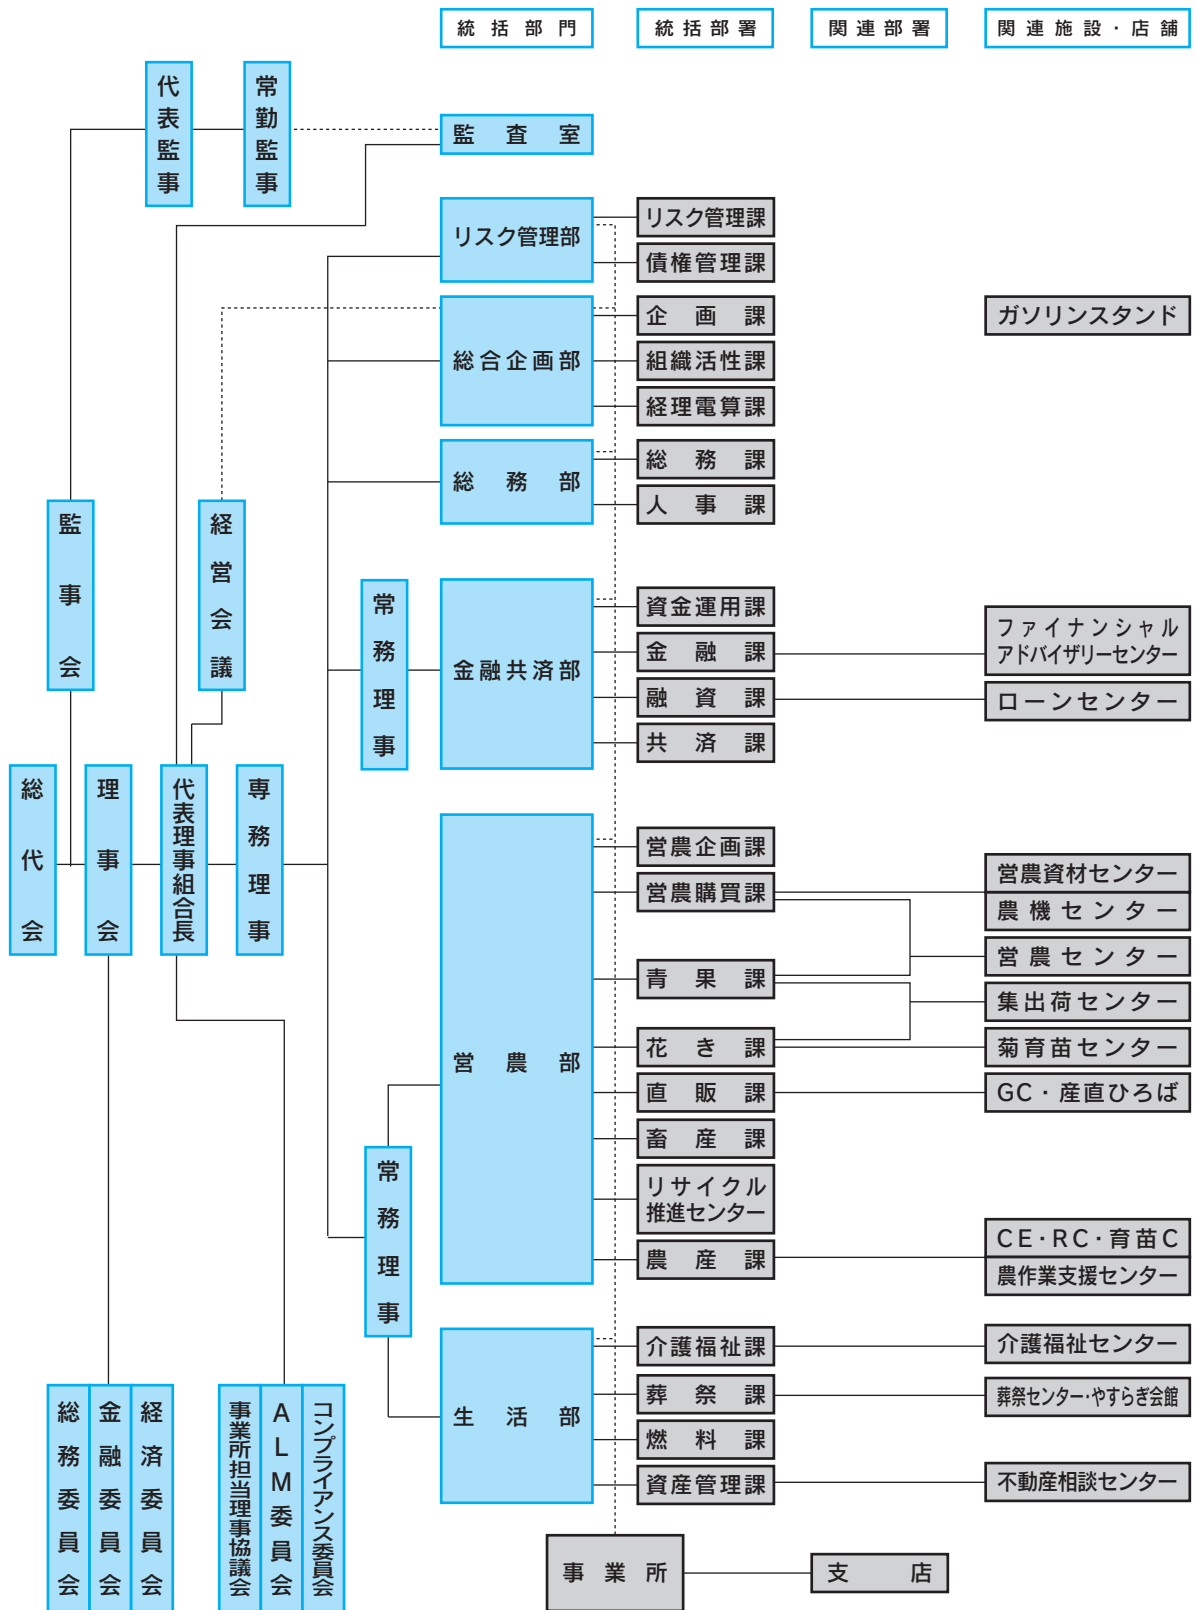 統括部門
統括部署
関連部署
関連施設・店舗
代表監事
常勤監事
監査室
リスク管理部
リスク管理課
債権管理課
総合企画部
企画課
組織活性課
経理電算課
ガソリンスタンド
総務部
総務課
人事課
監事会
経営会議
常務理事
金融共済部
資金運用課
金融課
融資課
共済課
ファイナンシャル
アドバイザリーセンター
ローンセンター
総代会
理事会
代表理事組合長
専務理事
常務理事
営農部
営農企画課
営農購買課
青果課
花き課
直販課
畜産課
リサイクル
推進センター
農産課
営農資材センター
農機センター
営農センター
集出荷センター
菊育苗センター
GC・産直ひろば
CE・RC・育苗C
農作業支援センター
生活部
介護福祉課
葬祭課
燃料課
資産管理課
介護福祉センター
葬祭センター・やすらぎ会館
不動産相談センター
総務委員会
金融委員会
経済委員会
事業所担当理事協議会
ALM委員会
コンプライアンス委員会
事業所
支店